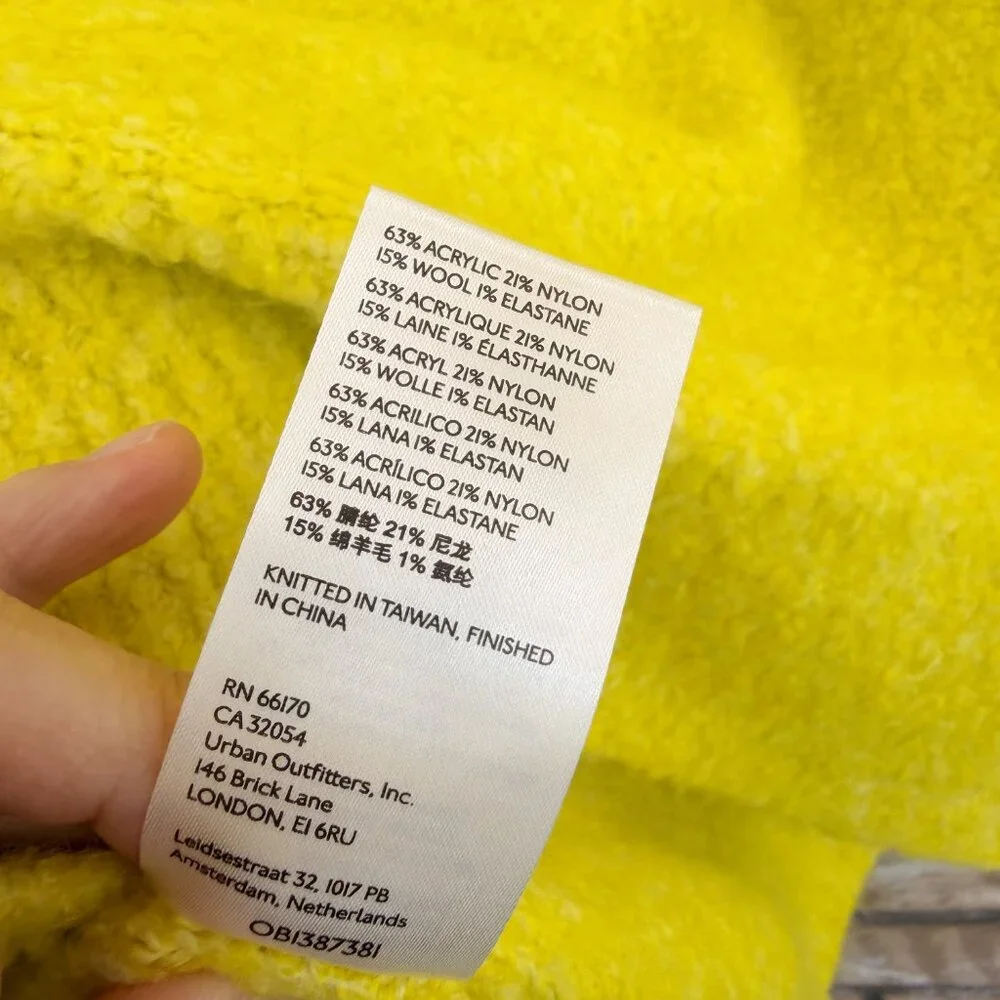 63% ACRYLIC 21% NYLON
15% WOOL 1% ELASTANE
63% ACRYLIQUE 21% NYLON
15% LAINE 1% ÉLASTHANNE
63% ACRYL 21% NYLON
15% WOLLE 1% ELASTAN
63% ACRILICO 21% NYLON
15% LANA 1% ELASTAN
63% ACRÍLICO 21% NYLON
15% LANA 1% ELASTANE
63% 腈纶 21% 尼龙
15% 绵羊毛 1% 氨纶
KNITTED IN TAIWAN, FINISHED
IN CHINA
RN 66170
CA 32054
Urban Outfitters, Inc.
146 Brick Lane
LONDON, E1 6RU
Leidsestraat 32, 1017 PB
Amsterdam, Netherlands
OB1387381